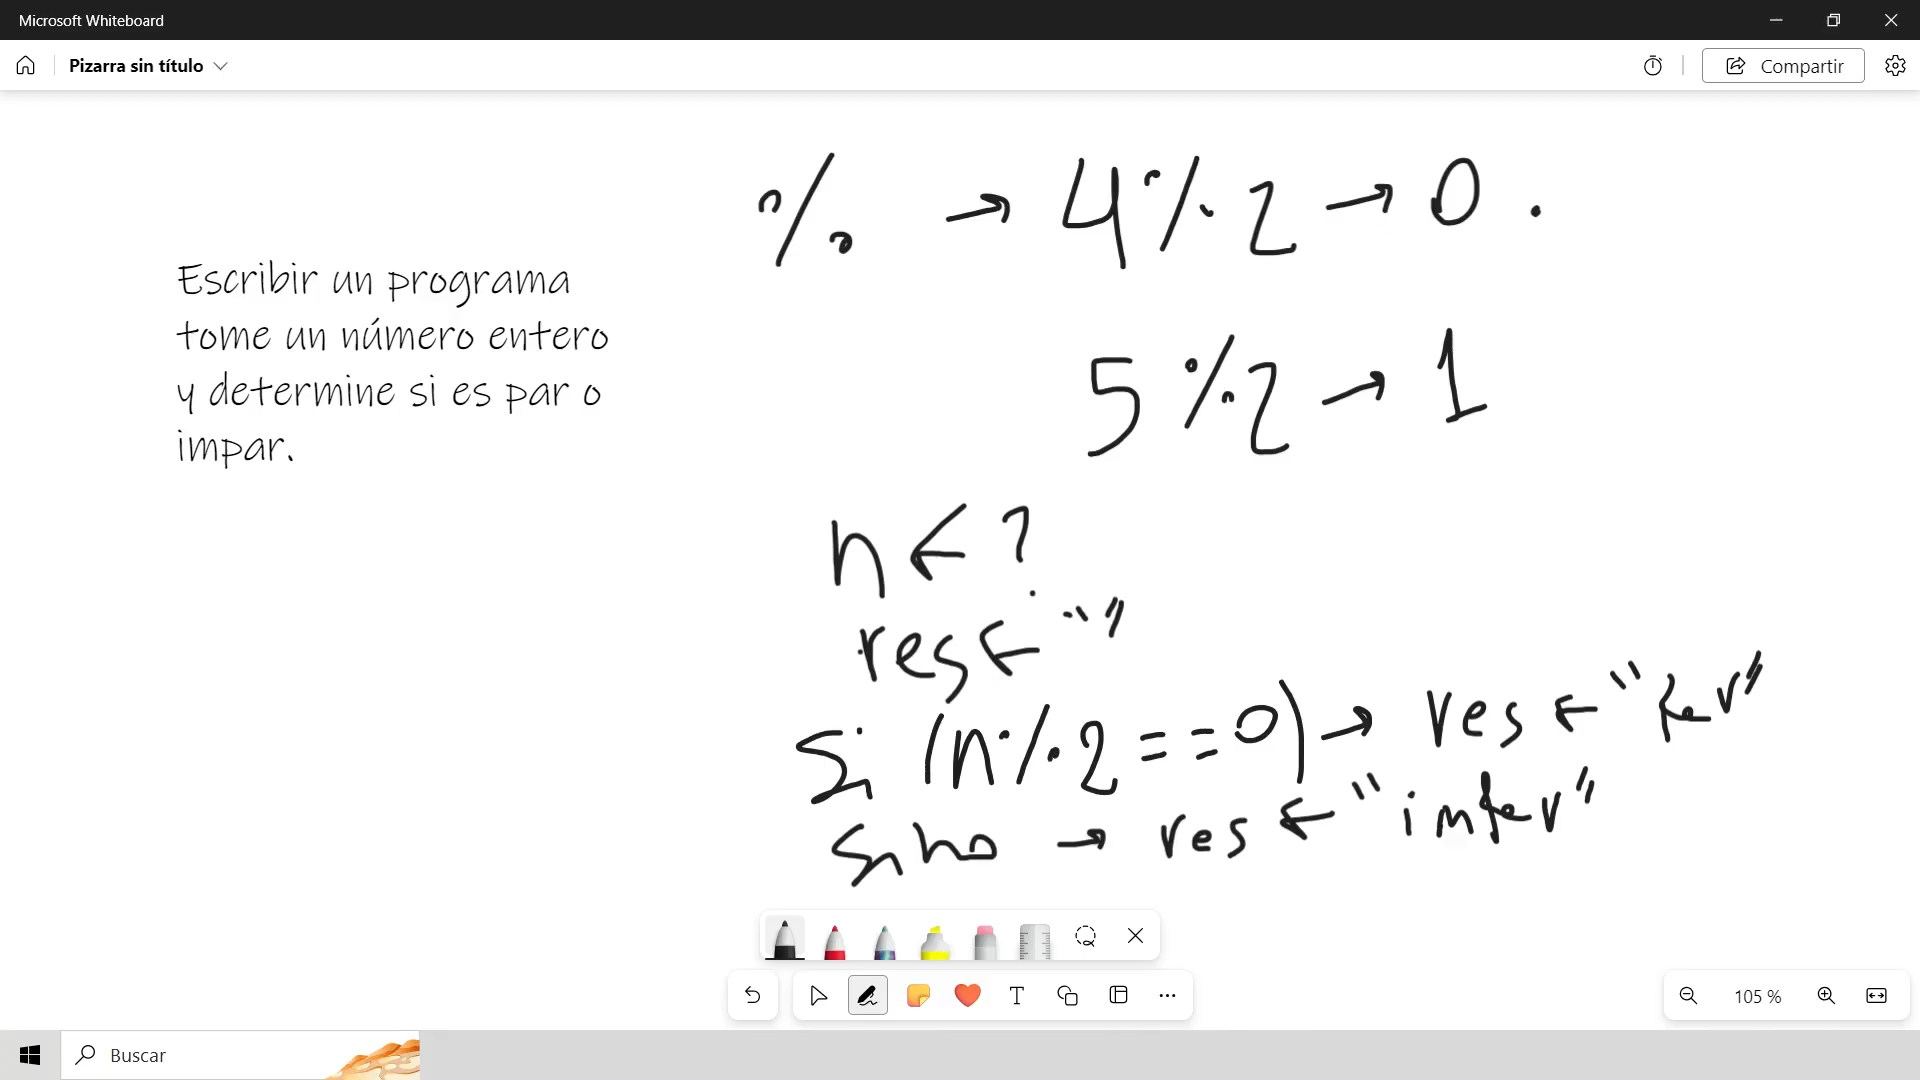 Microsoft Whiteboard
Pizarra sin título
Compartir
% → 4%2 → 0.
Escribir un programa
tome un número entero
y determine si es par o
impar.
5%2 → 1
n ← ?
res ← ""
Si (n%2 == 0) → res ← "par"
Sino → res ← "impar"
105 %
Buscar